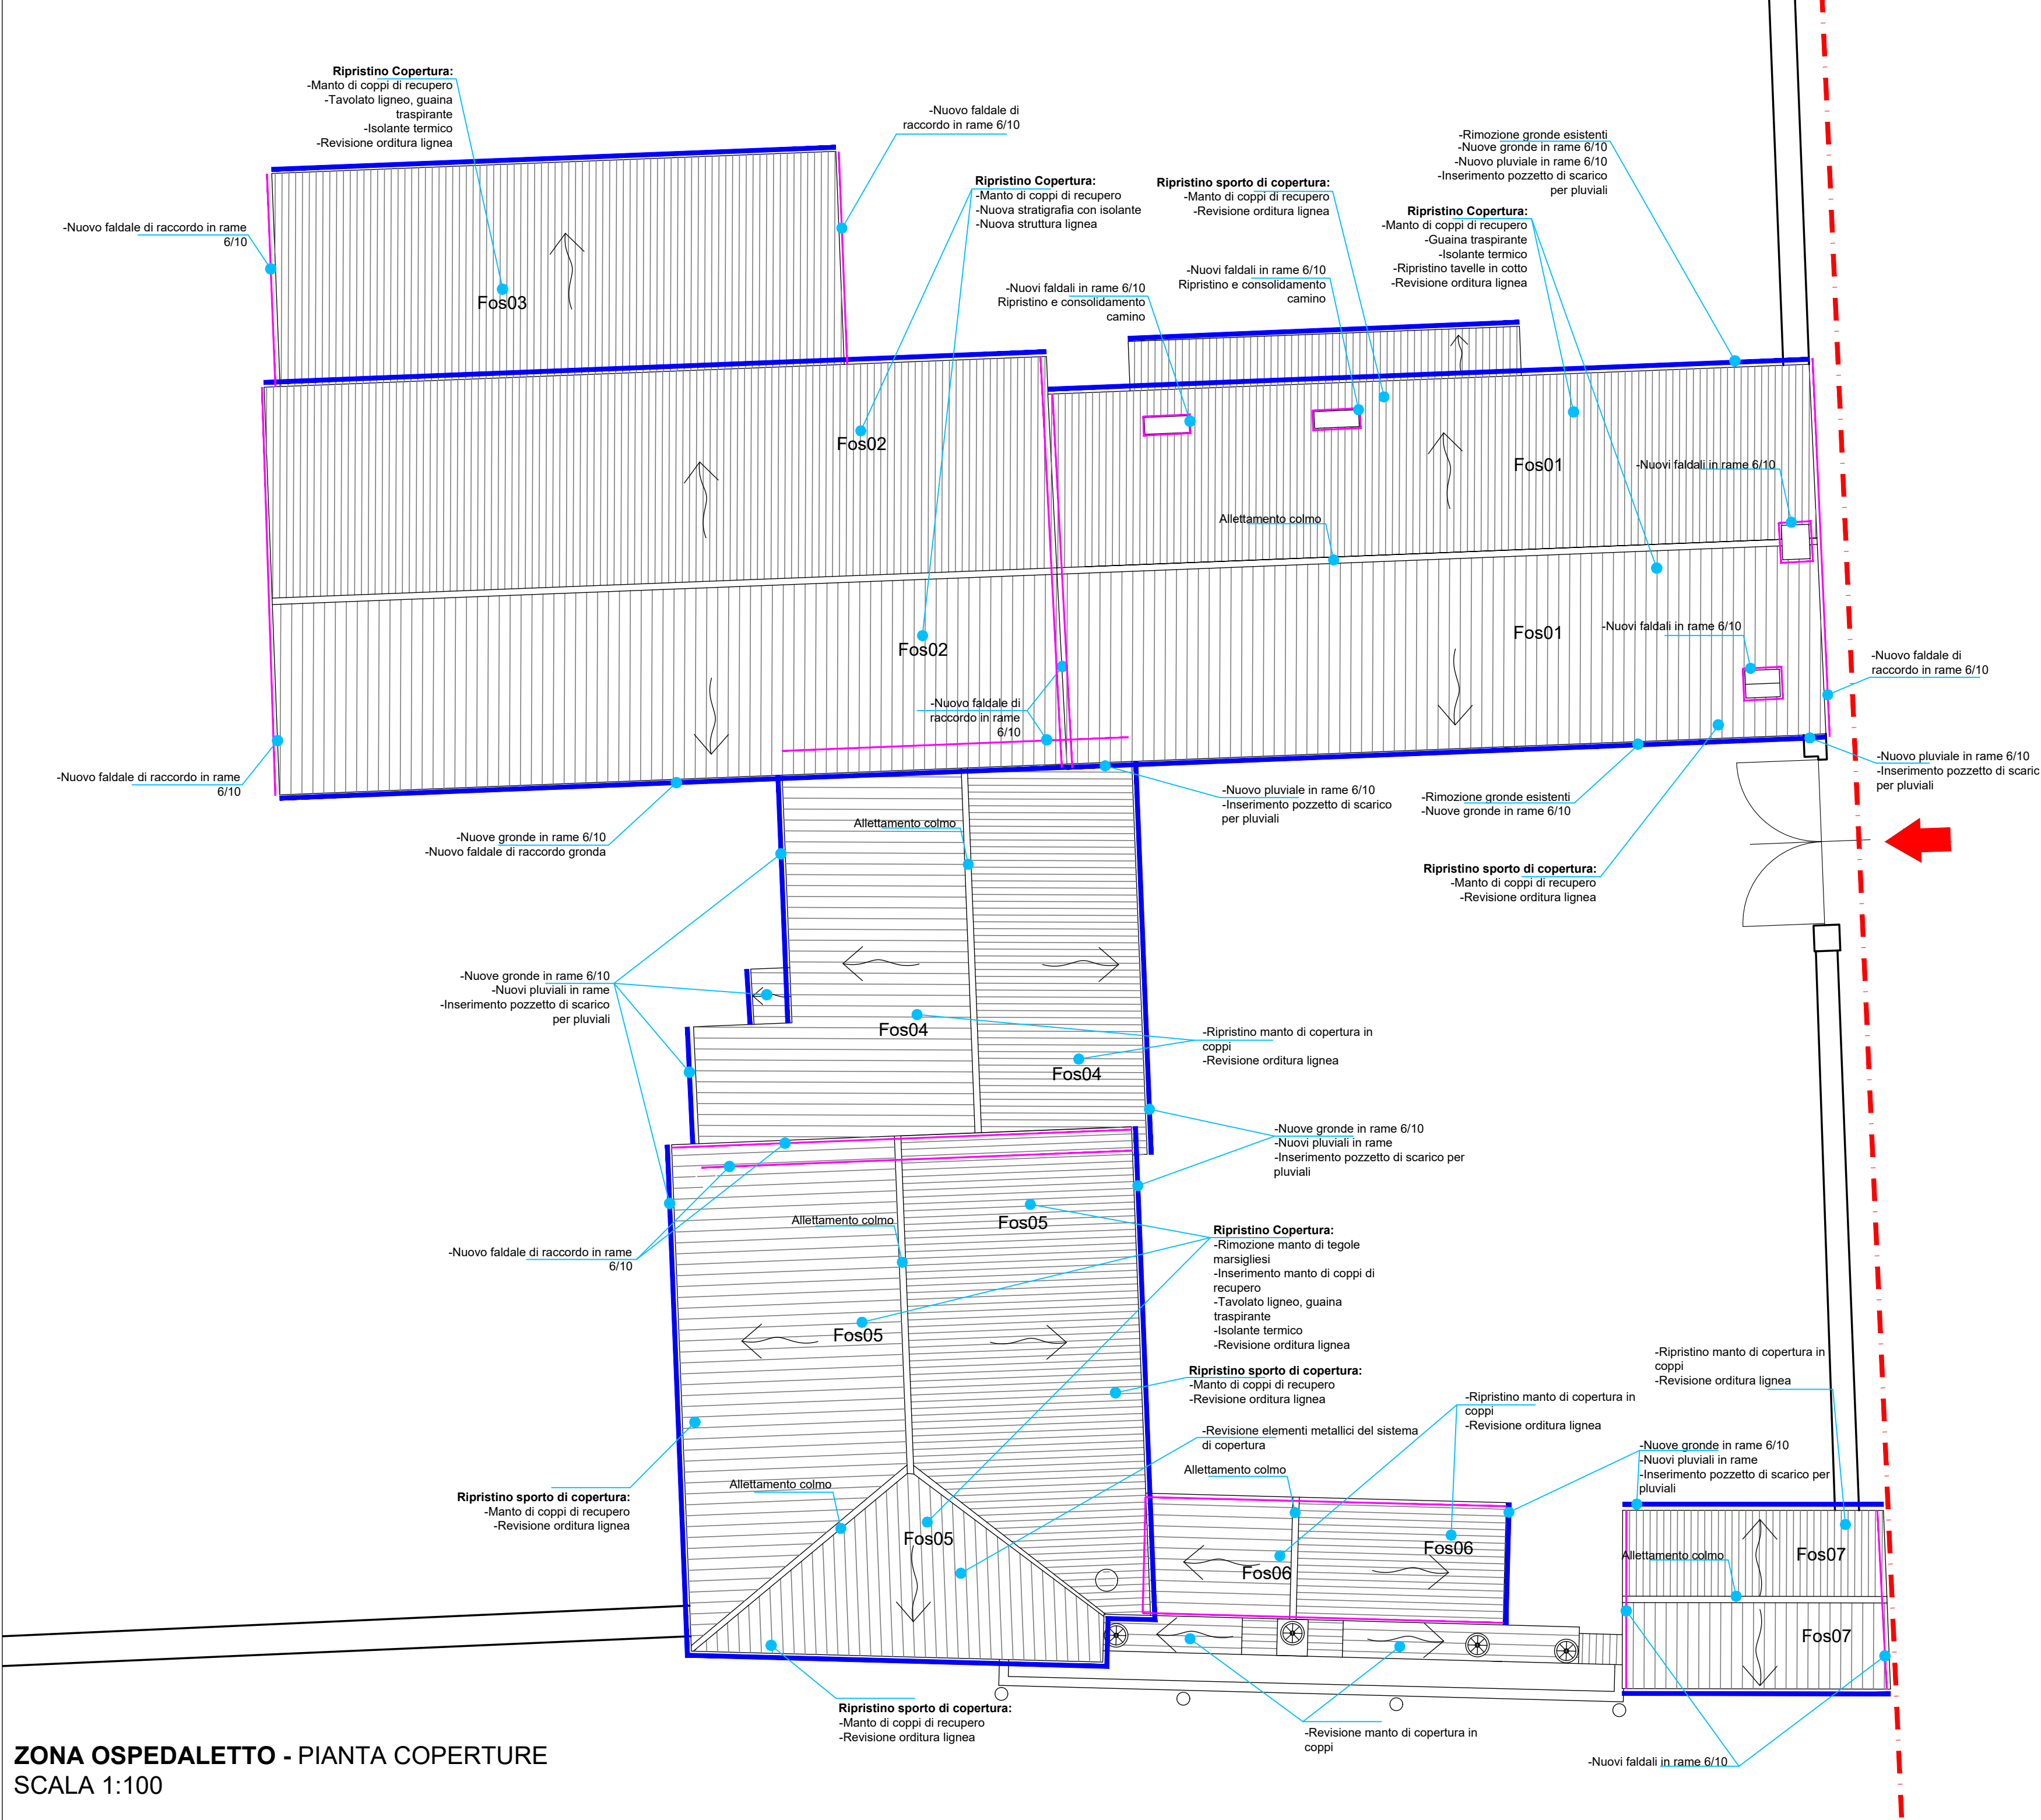 Ripristino Copertura:
-Manto di coppi di recupero
-Tavolato ligneo, guaina
traspirante
-Isolante termico
-Revisione orditura lignea
-Nuovo faldale di
raccordo in rame 6/10
-Rimozione gronde esistenti
-Nuove gronde in rame 6/10
-Nuovo pluviale in rame 6/10
-Inserimento pozzetto di scarico
per pluviali
Ripristino Copertura:
-Manto di coppi di recupero
-Nuova stratigrafia con isolante
-Nuova struttura lignea
Ripristino sporto di copertura:
-Manto di coppi di recupero
-Revisione orditura lignea
Ripristino Copertura:
-Manto di coppi di recupero
-Guaina traspirante
-Isolante termico
-Ripristino tavelle in cotto
-Revisione orditura lignea
-Nuovo faldale di raccordo in rame
6/10
-Nuovi faldali in rame 6/10
Ripristino e consolidamento
camino
-Nuovi faldali in rame 6/10
Ripristino e consolidamento
camino
Fos03
Fos02
Fos01
-Nuovi faldali in rame 6/10
Allettamento colmo
Fos02
Fos01
-Nuovi faldali in rame 6/10
-Nuovo faldale di
raccordo in rame 6/10
-Nuovo faldale di
raccordo in rame
6/10
-Nuovo faldale di raccordo in rame
6/10
-Nuovo pluviale in rame 6/10
-Inserimento pozzetto di scaric
per pluviali
-Nuovo pluviale in rame 6/10
-Inserimento pozzetto di scarico
per pluviali
-Rimozione gronde esistenti
-Nuove gronde in rame 6/10
-Nuove gronde in rame 6/10
-Nuovo faldale di raccordo gronda
Allettamento colmo
Ripristino sporto di copertura:
-Manto di coppi di recupero
-Revisione orditura lignea
-Nuove gronde in rame 6/10
-Nuovi pluviali in rame
-Inserimento pozzetto di scarico
per pluviali
Fos04
Fos04
-Ripristino manto di copertura in
coppi
-Revisione orditura lignea
-Nuove gronde in rame 6/10
-Nuovi pluviali in rame
-Inserimento pozzetto di scarico per
pluviali
Allettamento colmo
Fos05
-Nuovo faldale di raccordo in rame
6/10
Ripristino Copertura:
-Rimozione manto di tegole
marsigliesi
-Inserimento manto di coppi di
recupero
-Tavolato ligneo, guaina
traspirante
-Isolante termico
-Revisione orditura lignea
Fos05
Ripristino sporto di copertura:
-Manto di coppi di recupero
-Revisione orditura lignea
-Ripristino manto di copertura in
coppi
-Revisione orditura lignea
-Ripristino manto di copertura in
coppi
-Revisione orditura lignea
-Revisione elementi metallici del sistema
di copertura
-Nuove gronde in rame 6/10
-Nuovi pluviali in rame
-Inserimento pozzetto di scarico per
pluviali
Allettamento colmo
Allettamento colmo
Ripristino sporto di copertura:
-Manto di coppi di recupero
-Revisione orditura lignea
Fos05
Fos06
Fos06
Allettamento colmo
Fos07
Fos07
Ripristino sporto di copertura:
-Manto di coppi di recupero
-Revisione orditura lignea
-Revisione manto di copertura in
coppi
-Nuovi faldali in rame 6/10
ZONA OSPEDALETTO - PIANTA COPERTURE
SCALA 1:100